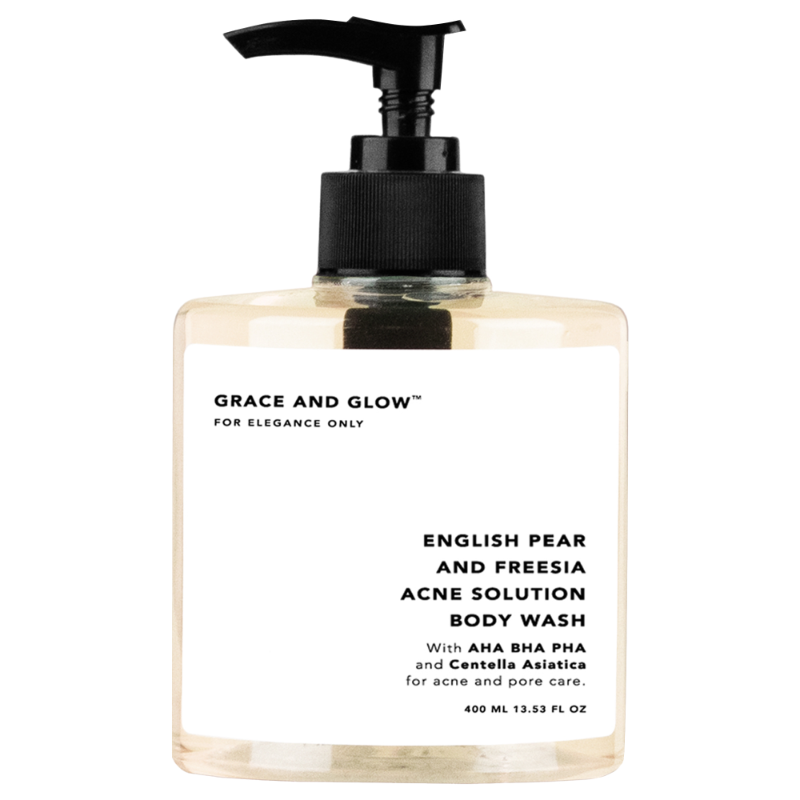 GRACE AND GLOW™
FOR ELEGANCE ONLY
ENGLISH PEAR
AND FREESIA
ACNE SOLUTION
BODY WASH
With AHA BHA PHA
and Centella Asiatica
for acne and pore care.
400 ML 13.53 FL OZ